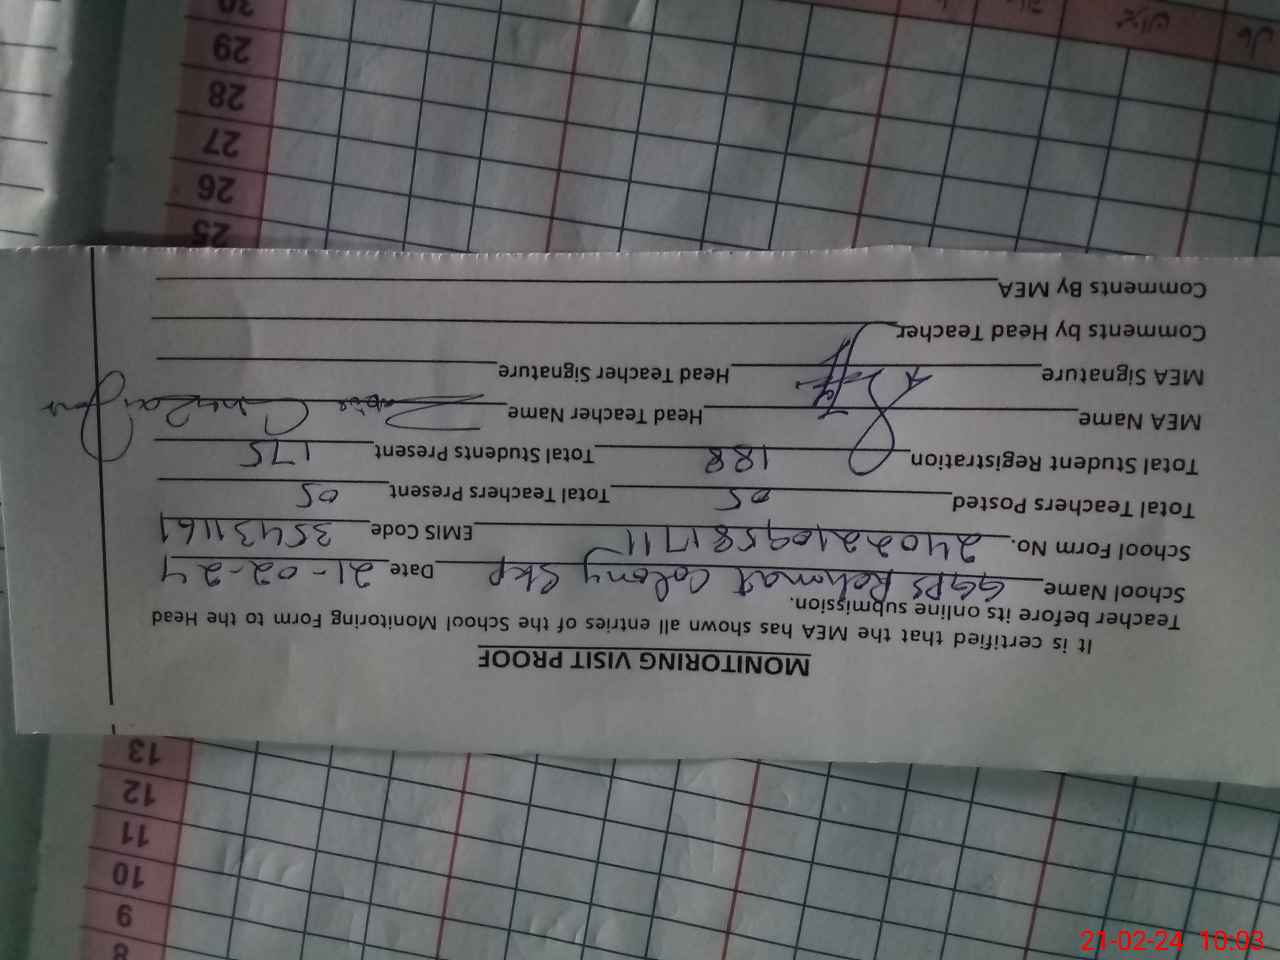 MONITORING VISIT PROOF
It is certified that the MEA has shown all entries of the School Monitoring Form to the Head
Teacher before its online submission.
School Name GGPS Rehmat Colony Skp Date 21-02-24
School Form No. 24022109581711 EMIS Code 35431161
Total Teachers Posted 05 Total Teachers Present 05
Total Student Registration 188 Total Students Present 175
MEA Name Head Teacher Name
MEA Signature Head Teacher Signature
Comments by Head Teacher
Comments By MEA
8
9
10
11
12
13
25
26
27
28
29
30
21-02-24 10:03